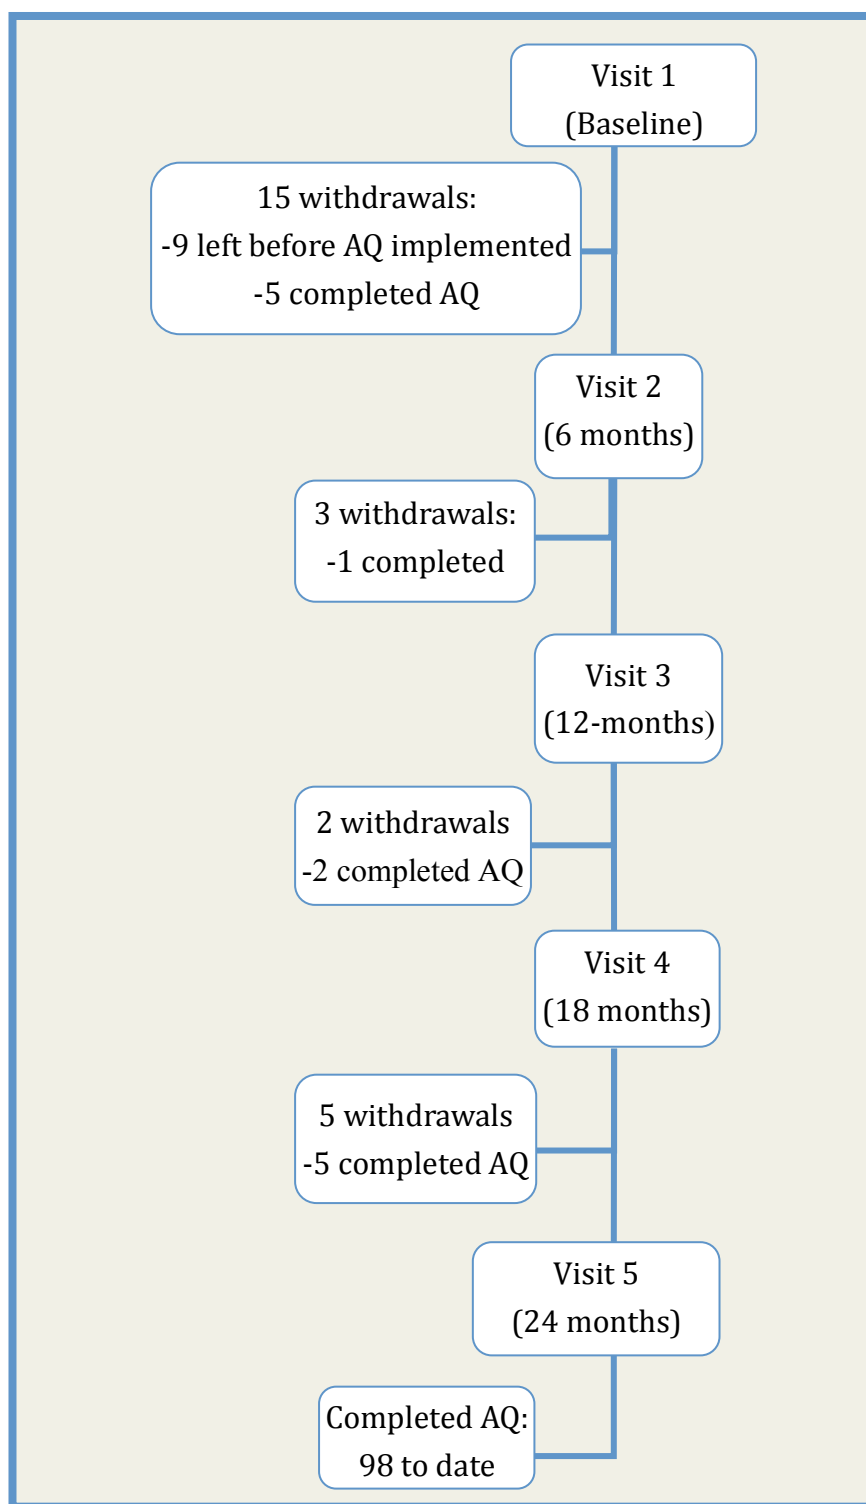 Visit 1
(Baseline)
15 withdrawals:
-9 left before AQ implemented
-5 completed AQ
Visit 2
(6 months)
3 withdrawals:
-1 completed
Visit 3
(12-months)
2 withdrawals
-2 completed AQ
Visit 4
(18 months)
5 withdrawals
-5 completed AQ
Visit 5
(24 months)
Completed AQ:
98 to date